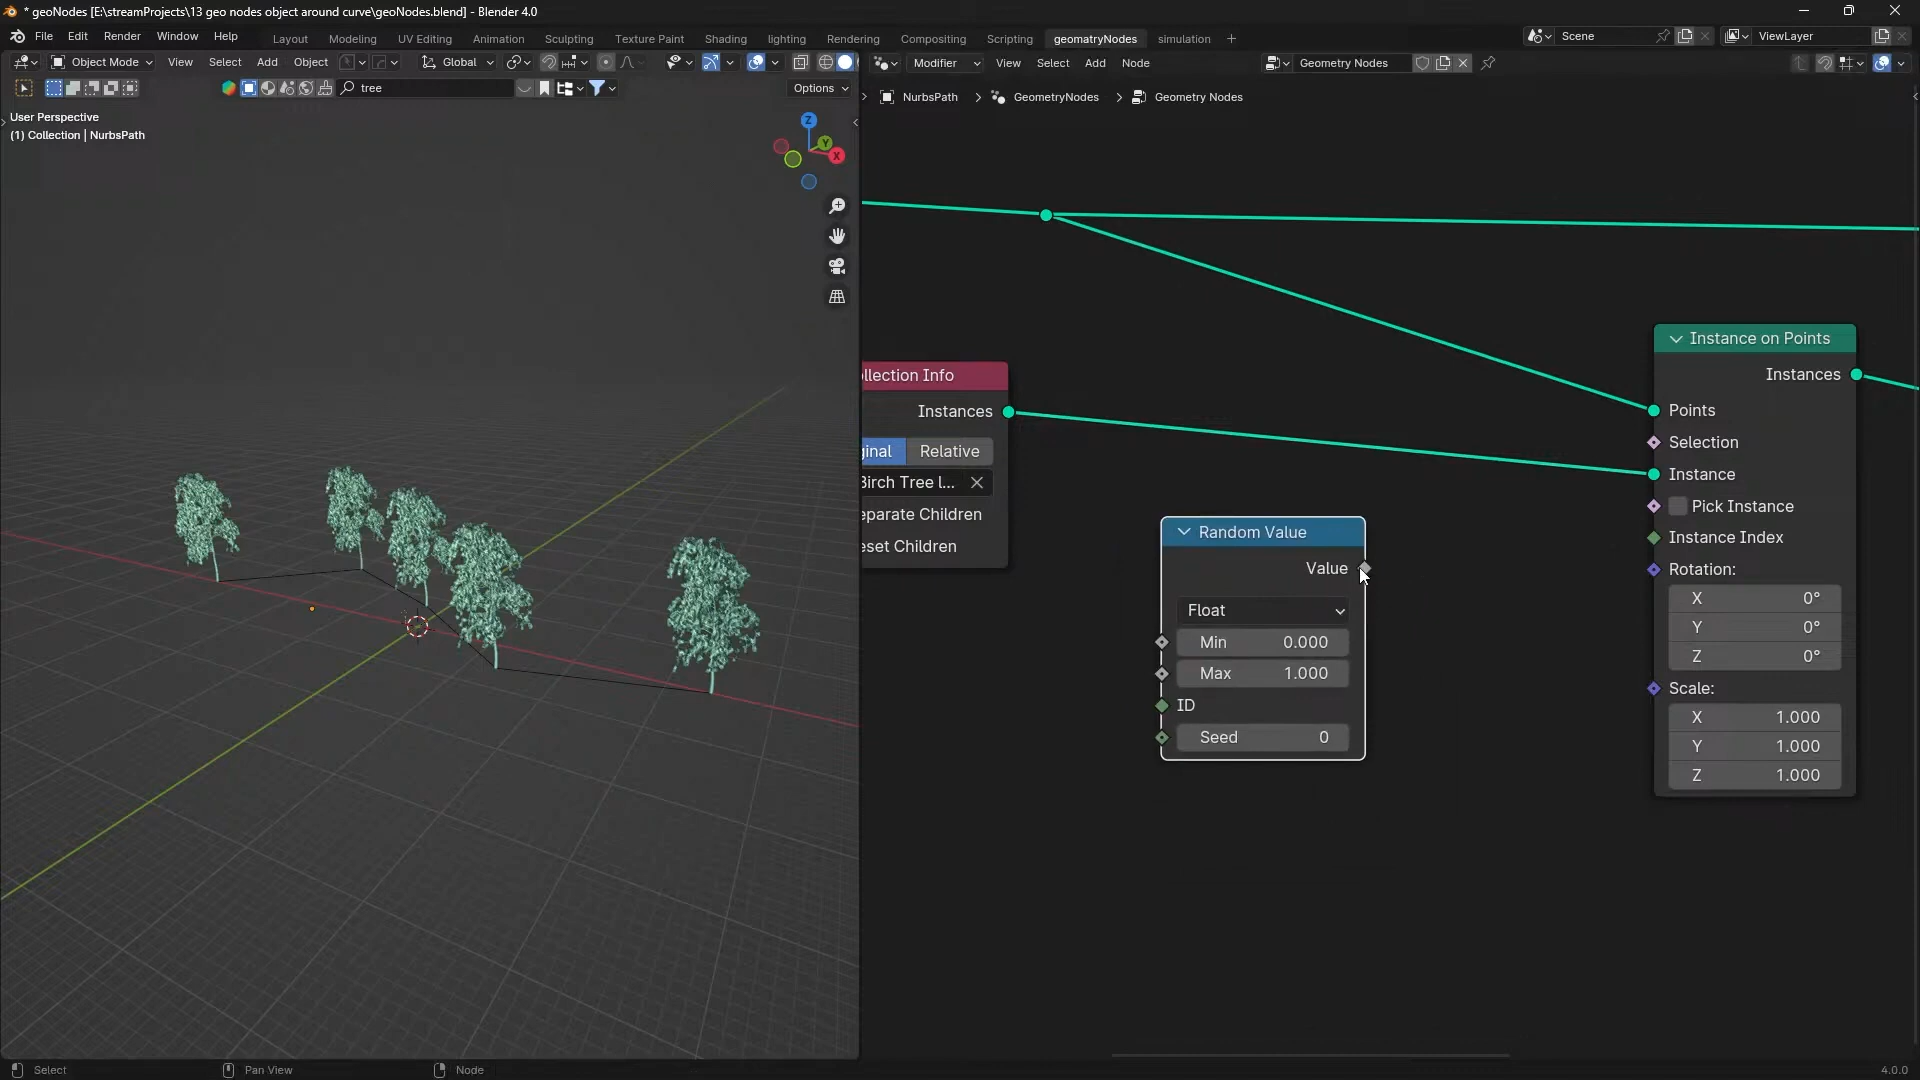 * geoNodes [E:\streamProjects\13 geo nodes object around curve\geoNodes.blend] - Blender 4.0
File Edit Render Window Help
Layout Modeling UV Editing Animation Sculpting Texture Paint Shading lighting Rendering Compositing Scripting geomatryNodes simulation +
Scene
ViewLayer
Object Mode View Select Add Object Global
Modifier View Select Add Node Geometry Nodes
tree
Options
NurbsPath > GeometryNodes > Geometry Nodes
User Perspective
(1) Collection | NurbsPath
Z
Y
X
ollection Info
Instances
ginal Relative
Birch Tree l...
eparate Children
eset Children
Random Value
Value
Float
Min 0.000
Max 1.000
ID
Seed 0
Instance on Points
Instances
Points
Selection
Instance
Pick Instance
Instance Index
Rotation:
X 0°
Y 0°
Z 0°
Scale:
X 1.000
Y 1.000
Z 1.000
Select Pan View Node
4.0.0